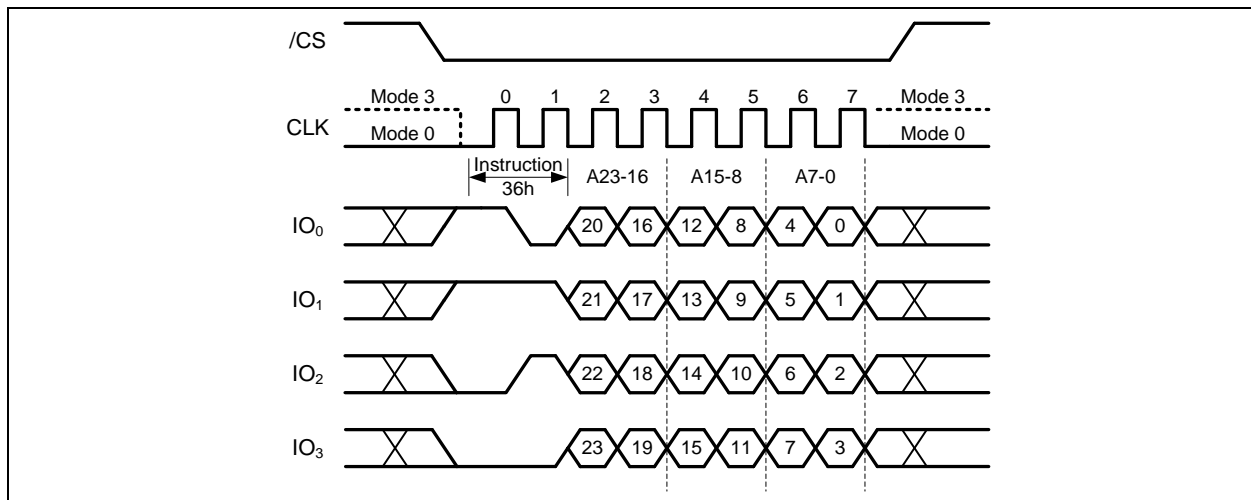 /CS
Mode 3 0 1 2 3 4 5 6 7 Mode 3
CLK Mode 0 Mode 0
Instruction
36h A23-16 A15-8 A7-0
IO₀ 20 16 12 8 4 0
IO₁ 21 17 13 9 5 1
IO₂ 22 18 14 10 6 2
IO₃ 23 19 15 11 7 3